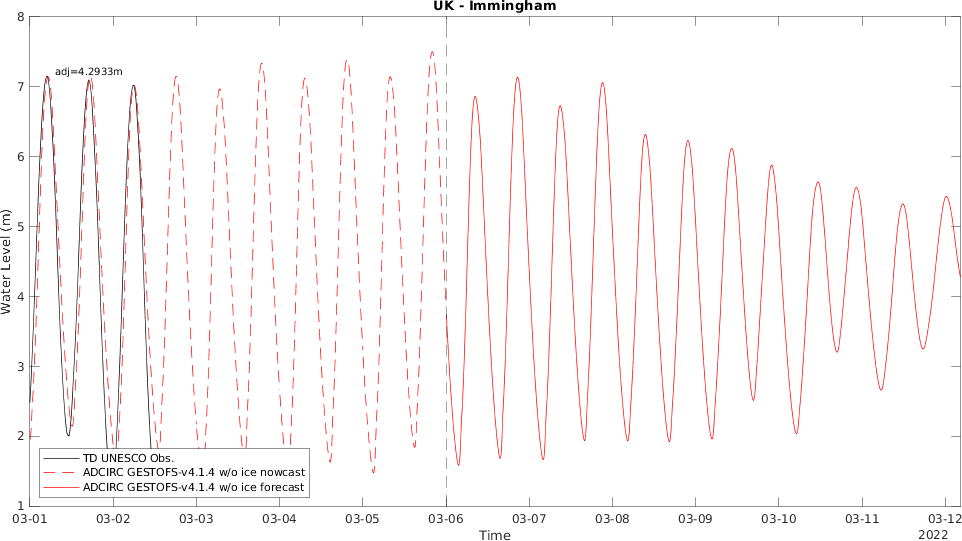 UK - Immingham
adj=4.2933m
Water Level (m)
8
7
6
5
4
3
2
1
TD UNESCO Obs.
ADCIRC GESTOFS-v4.1.4 w/o ice nowcast
ADCIRC GESTOFS-v4.1.4 w/o ice forecast
03-01 03-02 03-03 03-04 03-05 03-06 03-07 03-08 03-09 03-10 03-11 03-12
Time
2022